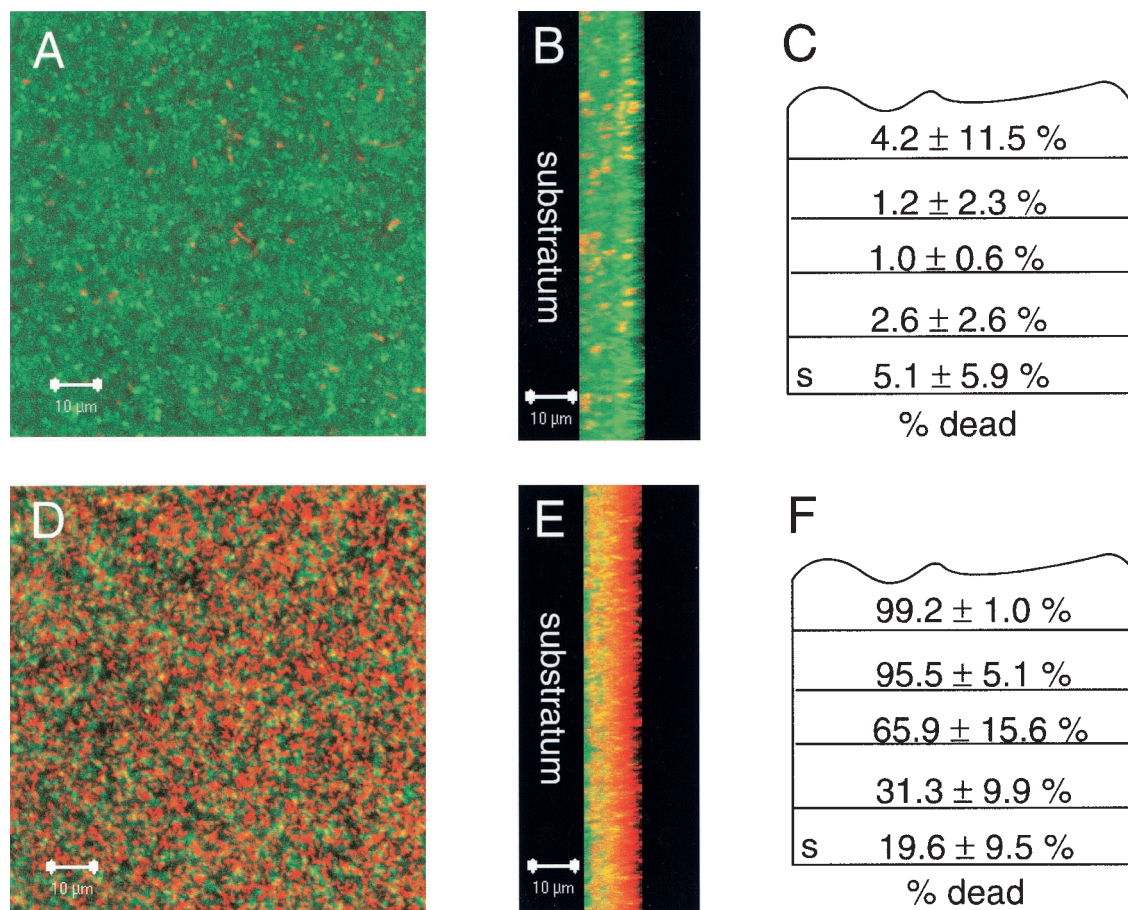 A
10 µm
B
substratum
10 µm
C
4.2 ± 11.5 %
1.2 ± 2.3 %
1.0 ± 0.6 %
2.6 ± 2.6 %
s 5.1 ± 5.9 %
% dead
D
10 µm
E
substratum
10 µm
F
99.2 ± 1.0 %
95.5 ± 5.1 %
65.9 ± 15.6 %
31.3 ± 9.9 %
s 19.6 ± 9.5 %
% dead